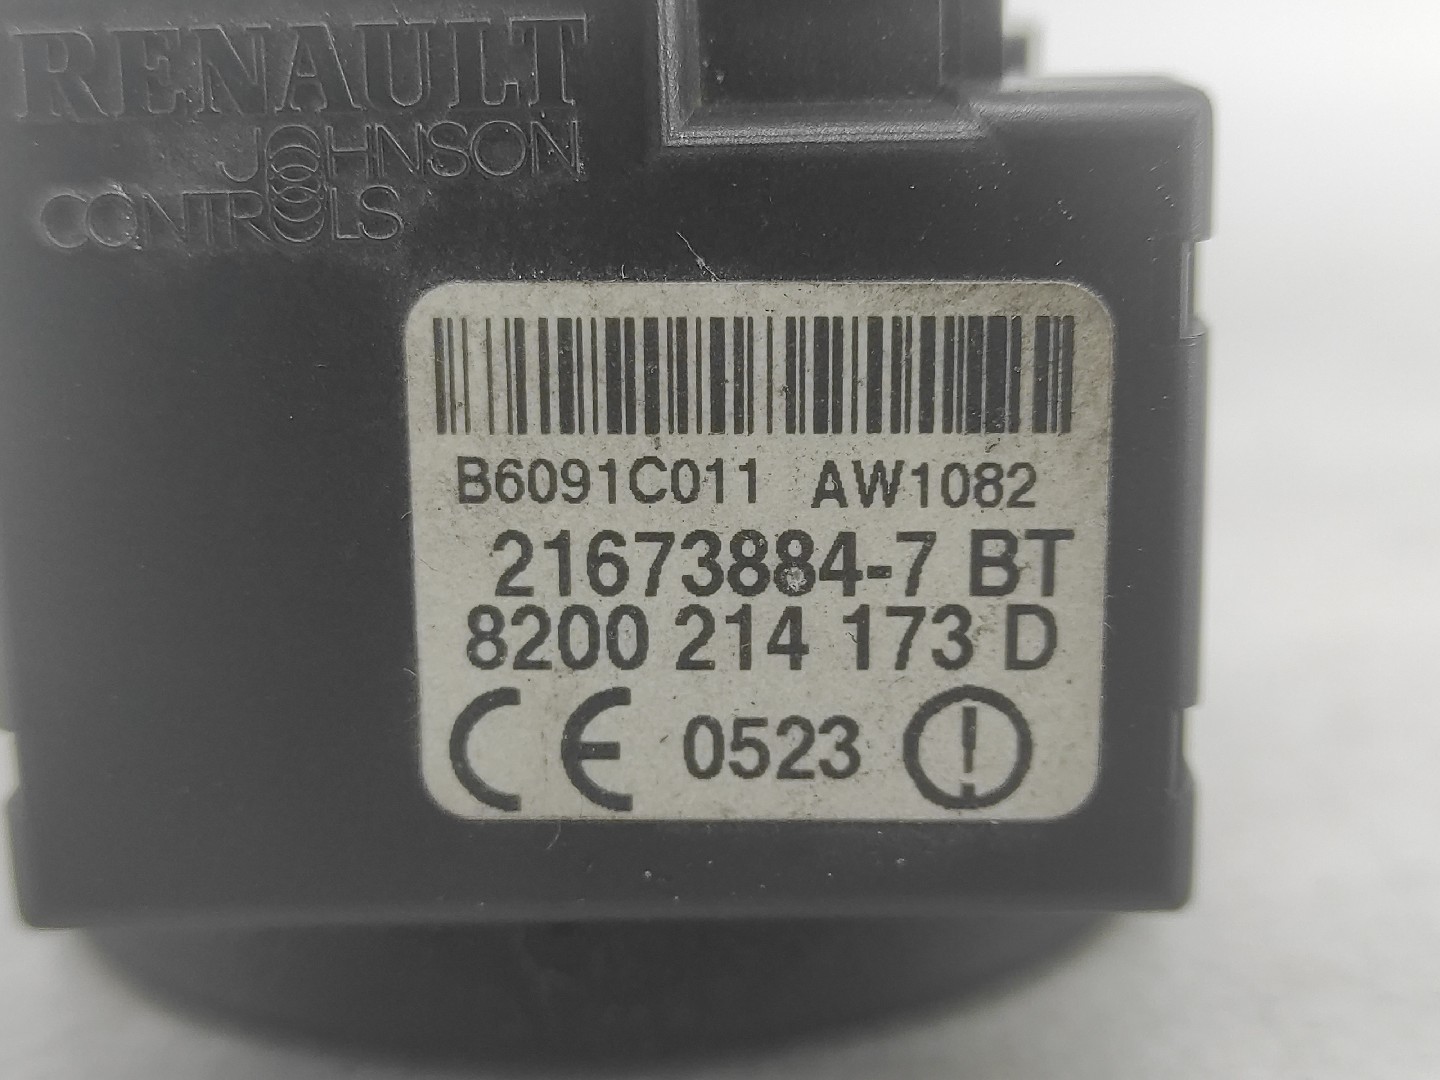 RENAULT
JOHNSON
CONTROLS
B6091C011 AW1082
21673884-7 BT
8200 214 173 D
CE 0523 !